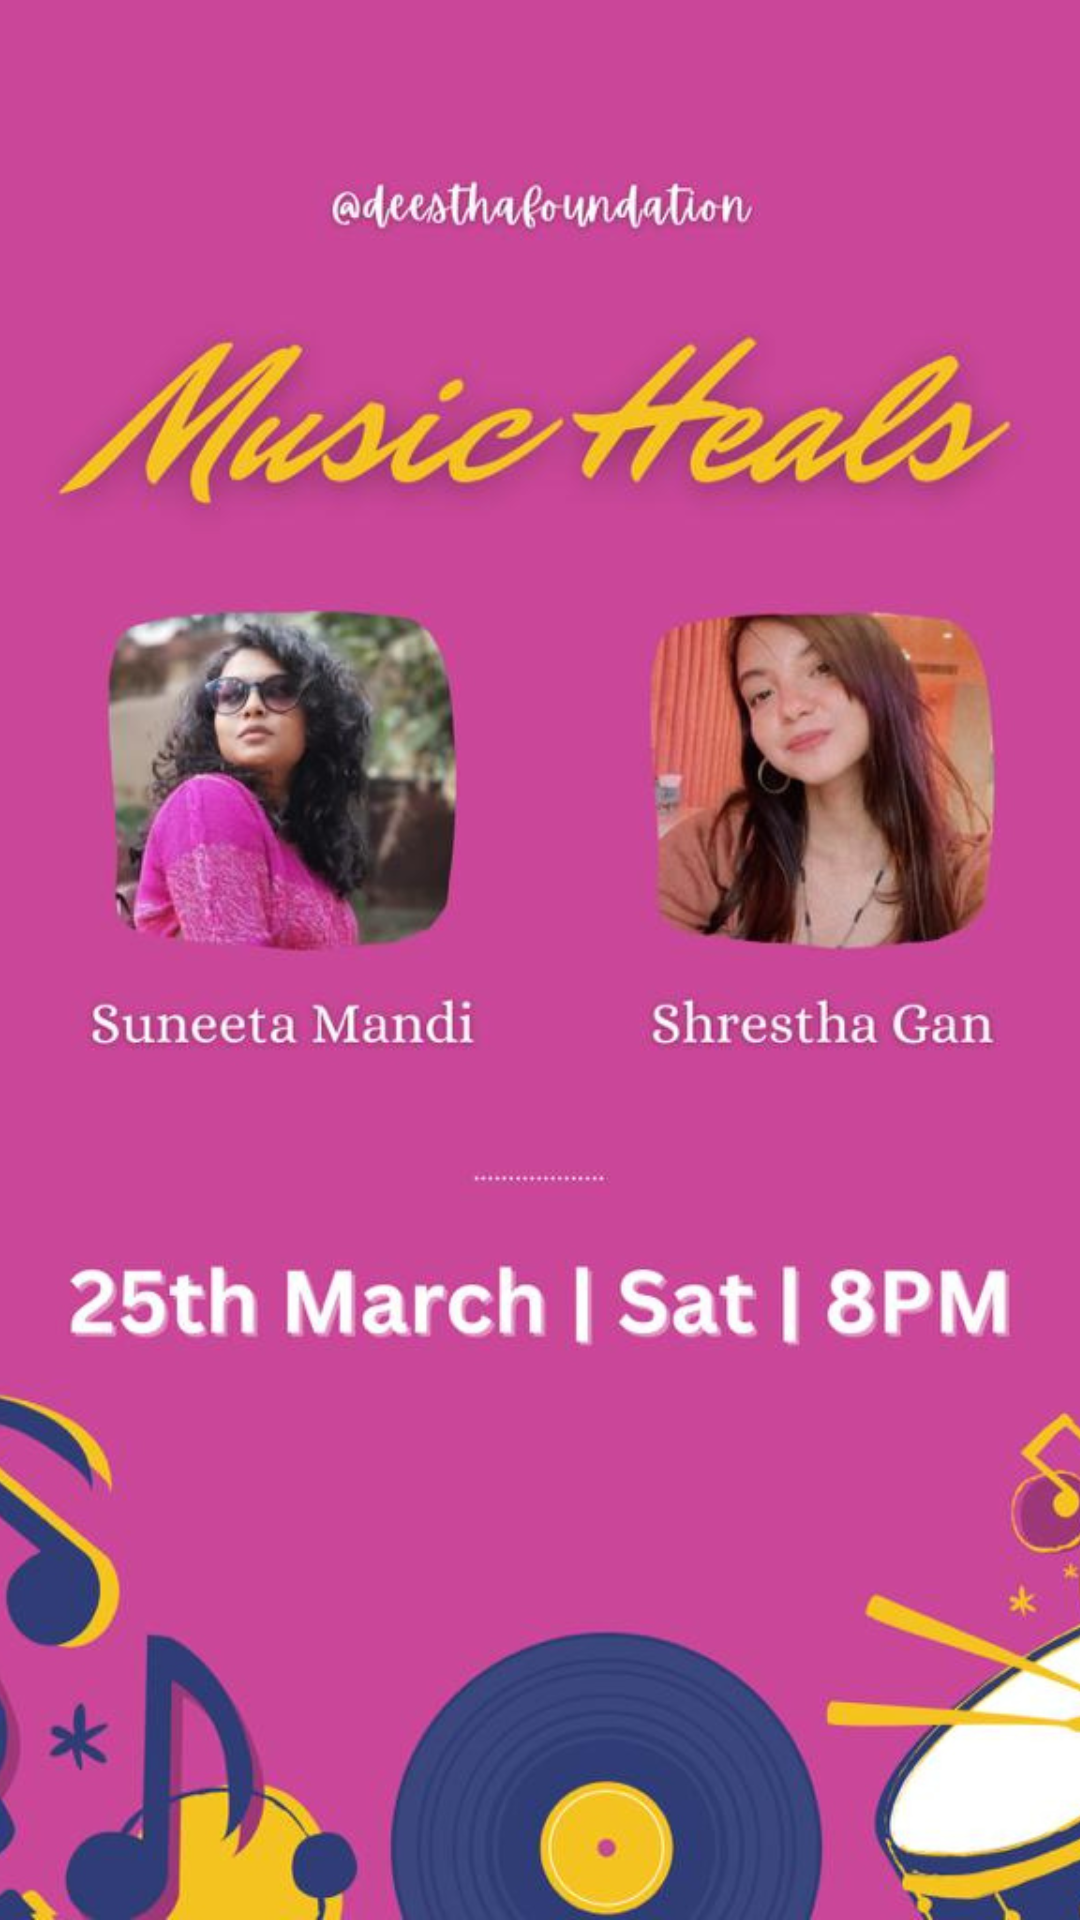 @deesthafoundation
Music Heals
Suneeta Mandi
Shrestha Gan
25th March | Sat | 8PM